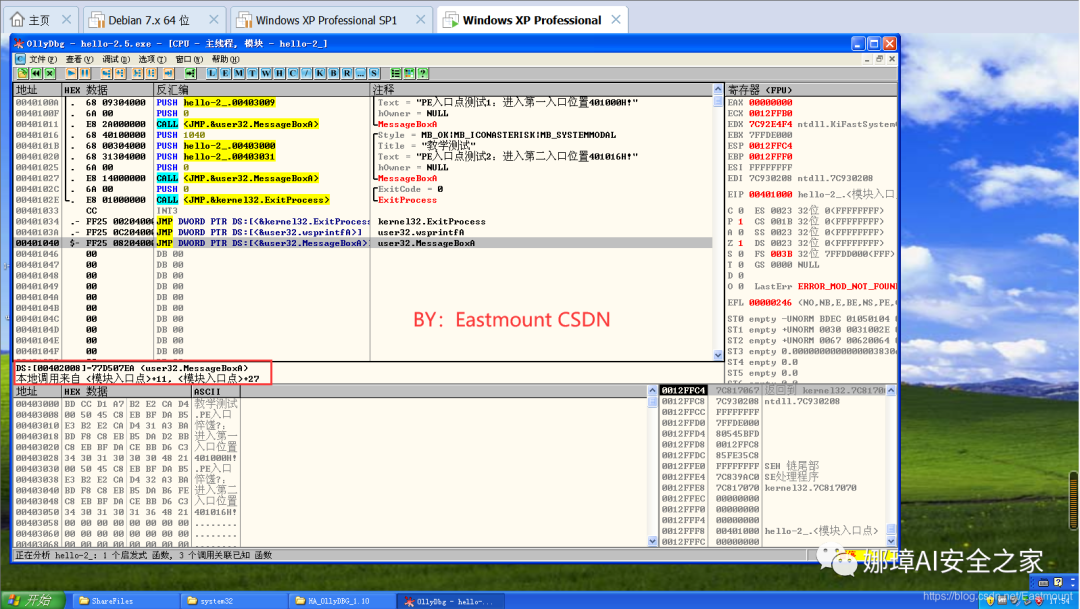 主页
Debian 7.x 64 位
Windows XP Professional SP1
Windows XP Professional
OllyDbg - hello-2.5.exe - [CPU - 主线程, 模块 - hello-2_]
文件(F) 查看(V) 调试(D) 选项(T) 窗口(W) 帮助(H)
L E M T W H C / K B R ... S
地址 HEX 数据 反汇编 注释
0040100A . 68 09304000 PUSH hello-2_.00403009 Text = "PE入口点测试1：进入第一入口位置401000H!"
0040100F . 6A 00 PUSH 0 hOwner = NULL
00401011 . E8 2A000000 CALL <JMP.&user32.MessageBoxA> MessageBoxA
00401016 . 68 40100000 PUSH 1040 Style = MB_OK|MB_ICONASTERISK|MB_SYSTEMMODAL
0040101B . 68 00304000 PUSH hello-2_.00403000 Title = "教学测试"
00401020 . 68 31304000 PUSH hello-2_.00403031 Text = "PE入口点测试2：进入第二入口位置401016H!"
00401025 . 6A 00 PUSH 0 hOwner = NULL
00401027 . E8 14000000 CALL <JMP.&user32.MessageBoxA> MessageBoxA
0040102C . 6A 00 PUSH 0 ExitCode = 0
0040102E . E8 01000000 CALL <JMP.&kernel32.ExitProcess> ExitProcess
00401033 CC INT3
00401034 .- FF25 0020400 JMP DWORD PTR DS:[<&kernel32.ExitProcess kernel32.ExitProcess
0040103A .- FF25 0C20400 JMP DWORD PTR DS:[<&user32.wsprintfA>] user32.wsprintfA
00401040 $- FF25 0820400 JMP DWORD PTR DS:[<&user32.MessageBoxA> user32.MessageBoxA
00401046 00 DB 00
00401047 00 DB 00
00401048 00 DB 00
00401049 00 DB 00
0040104A 00 DB 00
0040104B 00 DB 00
0040104C 00 DB 00
0040104D 00 DB 00
0040104E 00 DB 00
0040104F 00 DB 00
BY：Eastmount CSDN
DS:[00402008]=77D507EA (user32.MessageBoxA)
本地调用来自 <模块入口点>+11, <模块入口点>+27
寄存器 (FPU)
EAX 00000000
ECX 0012FFB0
EDX 7C92E4F4 ntdll.KiFastSystem
EBX 7FFDE000
ESP 0012FFC4
EBP 0012FFF0
ESI FFFFFFFF
EDI 7C930208 ntdll.7C930208
EIP 00401000 hello-2_.<模块入口
C 0 ES 0023 32位 0(FFFFFFFF)
P 1 CS 001B 32位 0(FFFFFFFF)
A 0 SS 0023 32位 0(FFFFFFFF)
Z 1 DS 0023 32位 0(FFFFFFFF)
S 0 FS 003B 32位 7FFDD000(FFF)
T 0 GS 0000 NULL
D 0
O 0 LastErr ERROR_MOD_NOT_FOUN
EFL 00000246 (NO,NB,E,BE,NS,PE,
ST0 empty -UNORM BDEC 01050104
ST1 empty +UNORM 0030 0031002E
ST2 empty +UNORM 0067 00620064
ST3 empty 0.0000000000000003830
ST4 empty 0.0
ST5 empty 0.0
地址 HEX 数据 ASCII
00403000 BD CC D1 A7 B2 E2 CA D4 教学测试
00403008 00 50 45 C8 EB BF DA B5 .PE入口
00403010 E3 B2 E2 CA D4 31 A3 BA
00403018 BD F8 C8 EB B5 DA D2 BB 进入第一
00403020 C8 EB BF DA CE BB D6 C3 入口位置
00403028 34 30 31 30 30 30 48 21 401000H!
00403030 00 50 45 C8 EB BF DA B5 .PE入口
00403038 E3 B2 E2 CA D4 32 A3 BA
00403040 BD F8 C8 EB B5 DA B6 FE 进入第二
00403048 C8 EB BF DA CE BB D6 C3 入口位置
00403050 34 30 31 30 31 36 48 21 401016H!
00403058 00 00 00 00 00 00 00 00 ........
00403060 00 00 00 00 00 00 00 00 ........
00403068 00 00 00 00 00 00 00 00 ........
0012FFC4 7C817067 返回到 kernel32.7C81706
0012FFC8 7C930208 ntdll.7C930208
0012FFCC FFFFFFFF
0012FFD0 7FFDE000
0012FFD4 80545BFD
0012FFD8 0012FFC8
0012FFDC 85FE35C8
0012FFE0 FFFFFFFF SEH 链尾部
0012FFE4 7C839AC0 SE处理程序
0012FFE8 7C817070 kernel32.7C817070
0012FFEC 00000000
0012FFF0 00000000
0012FFF4 00000000
0012FFF8 00401000 hello-2_.<模块入口点>
0012FFFC 00000000
正在分析 hello-2_: 1 个启发式 函数, 3 个调用关联已知 函数
娜璋AI安全之家
开始
ShareFiles
system32
HA_OllyDBG_1.10
OllyDbg - hello-...
https://blog.csdn.net/Eastmount
17:54